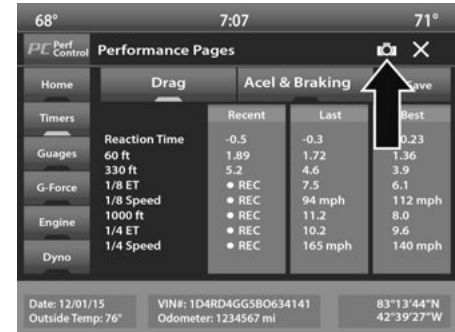 68° 7:07 71°
PC Perf Control Performance Pages
Home Drag Acel & Braking ave
Timers Recent Last Best
Reaction Time -0.5 -0.3 0.23
Guages 60 ft 1.89 1.72 1.36
330 ft 5.2 4.6 3.9
G-Force 1/8 ET REC 7.5 6.1
1/8 Speed REC 94 mph 112 mph
Engine 1000 ft REC 11.2 8.0
1/4 ET REC 10.2 9.6
1/4 Speed REC 165 mph 140 mph
Dyno
Date: 12/01/15 VIN#: 1D4RD4GG5BO634141 83"13'44"N
Outside Temp: 76° Odometer: 1234567 mi 42°39'27"W